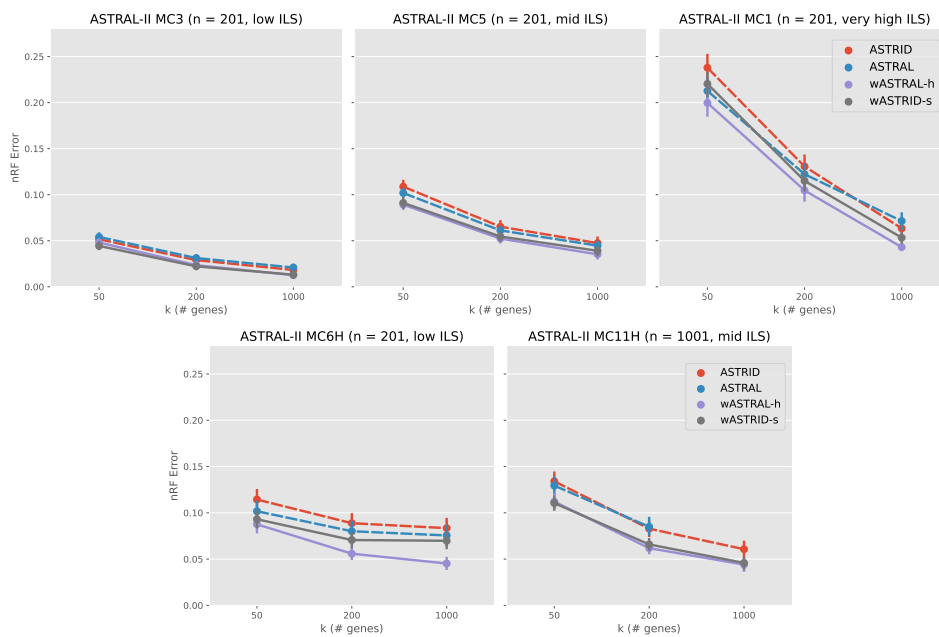 ASTRAL-II MC3 (n = 201, low ILS)
ASTRAL-II MC5 (n = 201, mid ILS)
ASTRAL-II MC1 (n = 201, very high ILS)
0.25
0.20
0.15
0.10
0.05
0.00
nRF Error
ASTRID
ASTRAL
wASTRAL-h
wASTRID-s
50
200
1000
50
200
1000
50
200
1000
k (# genes)
k (# genes)
k (# genes)
ASTRAL-II MC6H (n = 201, low ILS)
ASTRAL-II MC11H (n = 1001, mid ILS)
0.25
0.20
0.15
0.10
0.05
0.00
nRF Error
ASTRID
ASTRAL
wASTRAL-h
wASTRID-s
50
200
1000
50
200
1000
k (# genes)
k (# genes)